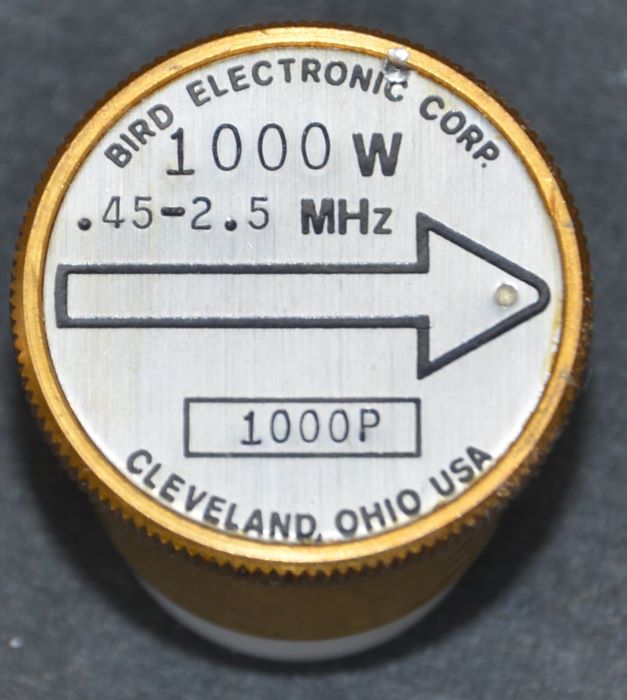 BIRD ELECTRONIC CORP.
1000 W
.45-2.5 MHz
1000P
CLEVELAND, OHIO USA